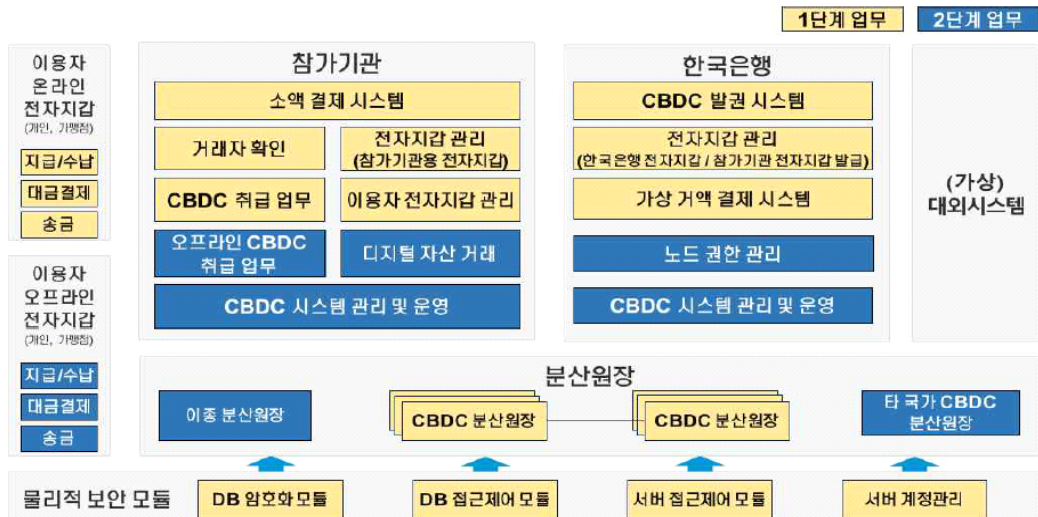 1단계 업무
2단계 업무
이용자
온라인
전자지갑
(개인, 가맹점)
지급/수납
대금결제
송금
이용자
오프라인
전자지갑
(개인, 가맹점)
지급/수납
대금결제
송금
참가기관
소액 결제 시스템
거래자 확인
전자지갑 관리
(참가기관용 전자지갑)
CBDC 취급 업무
이용자 전자지갑 관리
오프라인 CBDC
취급 업무
디지털 자산 거래
CBDC 시스템 관리 및 운영
한국은행
CBDC 발권 시스템
전자지갑 관리
(한국은행 전자지갑 / 참가기관 전자지갑 발급)
가상 거액 결제 시스템
노드 권한 관리
CBDC 시스템 관리 및 운영
(가상)
대외시스템
분산원장
이종 분산원장
CBDC 분산원장
CBDC 분산원장
타 국가 CBDC
분산원장
물리적 보안 모듈
DB 암호화 모듈
DB 접근제어 모듈
서버 접근제어 모듈
서버 계정관리